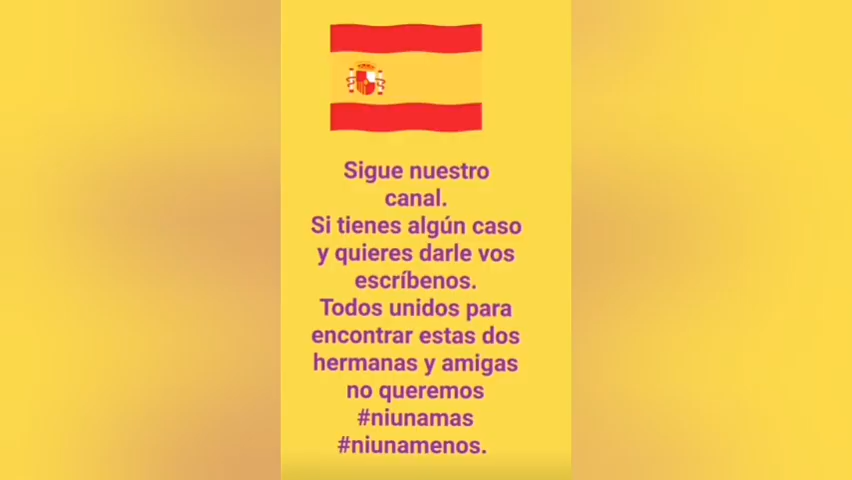 Sigue nuestro
canal.
Si tienes algún caso
y quieres darle vos
escríbenos.
Todos unidos para
encontrar estas dos
hermanas y amigas
no queremos
#niunamas
#niunamenos.